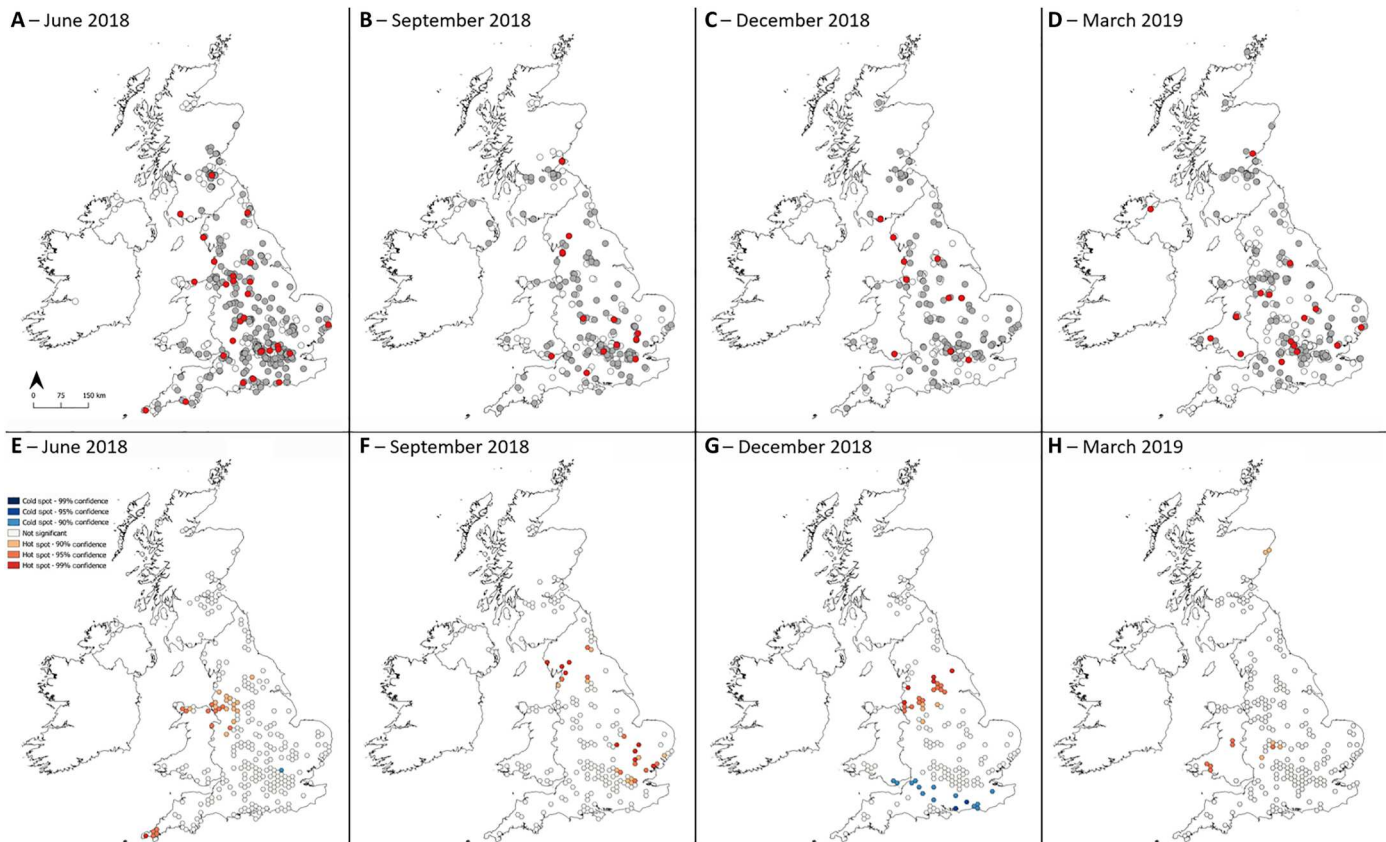 A – June 2018
B – September 2018
C – December 2018
D – March 2019
0 75 150 km
E – June 2018
F – September 2018
G – December 2018
H – March 2019
Cold spot - 99% confidence
Cold spot - 95% confidence
Cold spot - 90% confidence
Not significant
Hot spot - 90% confidence
Hot spot - 95% confidence
Hot spot - 99% confidence